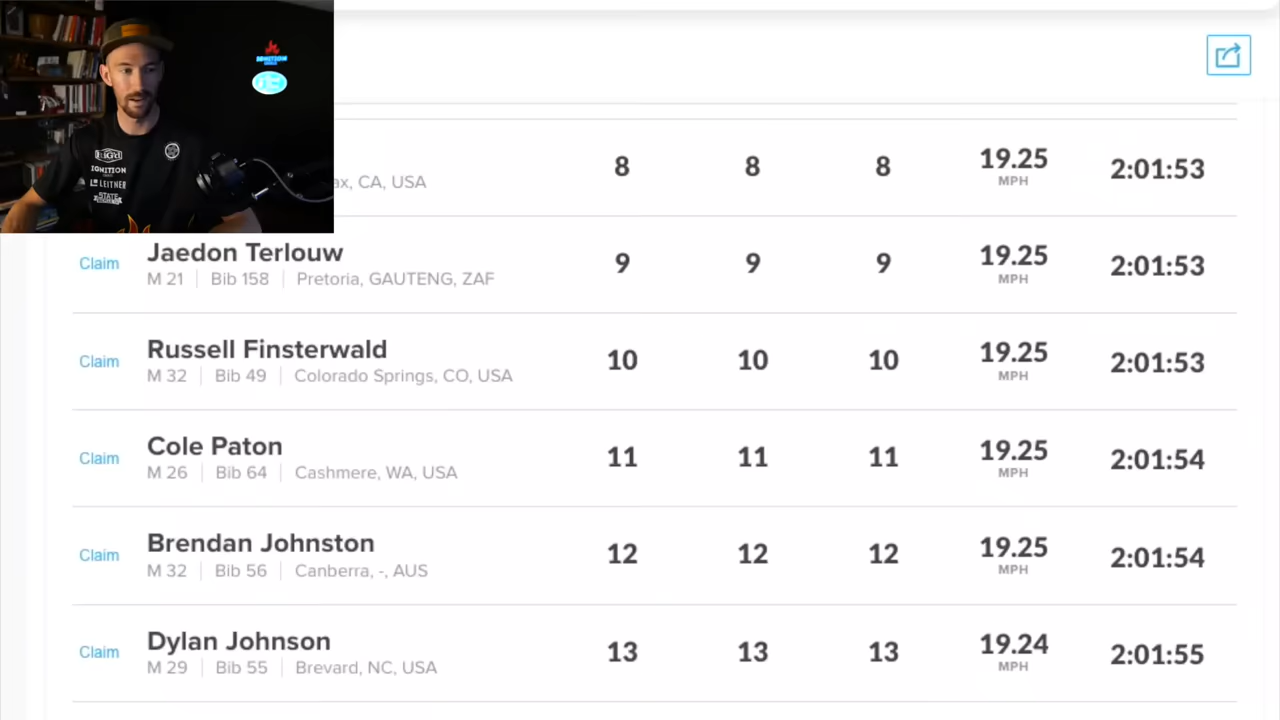 IGNITION
LEITNER
STATE
8 8 8 19.25 MPH 2:01:53
CA, USA
Claim Jaedon Terlouw 9 9 9 19.25 MPH 2:01:53
M 21 | Bib 158 | Pretoria, GAUTENG, ZAF
Claim Russell Finsterwald 10 10 10 19.25 MPH 2:01:53
M 32 | Bib 49 | Colorado Springs, CO, USA
Claim Cole Paton 11 11 11 19.25 MPH 2:01:54
M 26 | Bib 64 | Cashmere, WA, USA
Claim Brendan Johnston 12 12 12 19.25 MPH 2:01:54
M 32 | Bib 56 | Canberra, -, AUS
Claim Dylan Johnson 13 13 13 19.24 MPH 2:01:55
M 29 | Bib 55 | Brevard, NC, USA